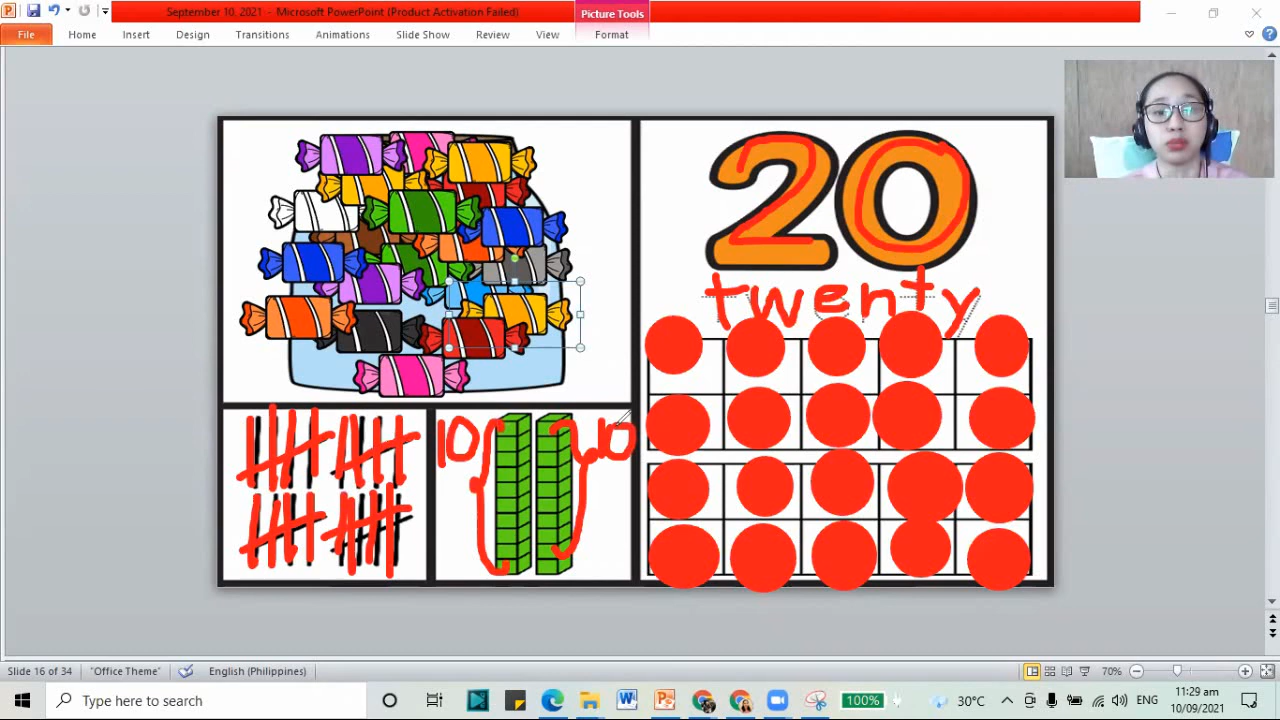 September 10, 2021 - Microsoft PowerPoint (Product Activation Failed)
Picture Tools
File Home Insert Design Transitions Animations Slide Show Review View Format
20
twenty
10 10
Slide 16 of 34 "Office Theme" English (Philippines) 70%
Type here to search 100% 30°C ENG 11:29 am
10/09/2021